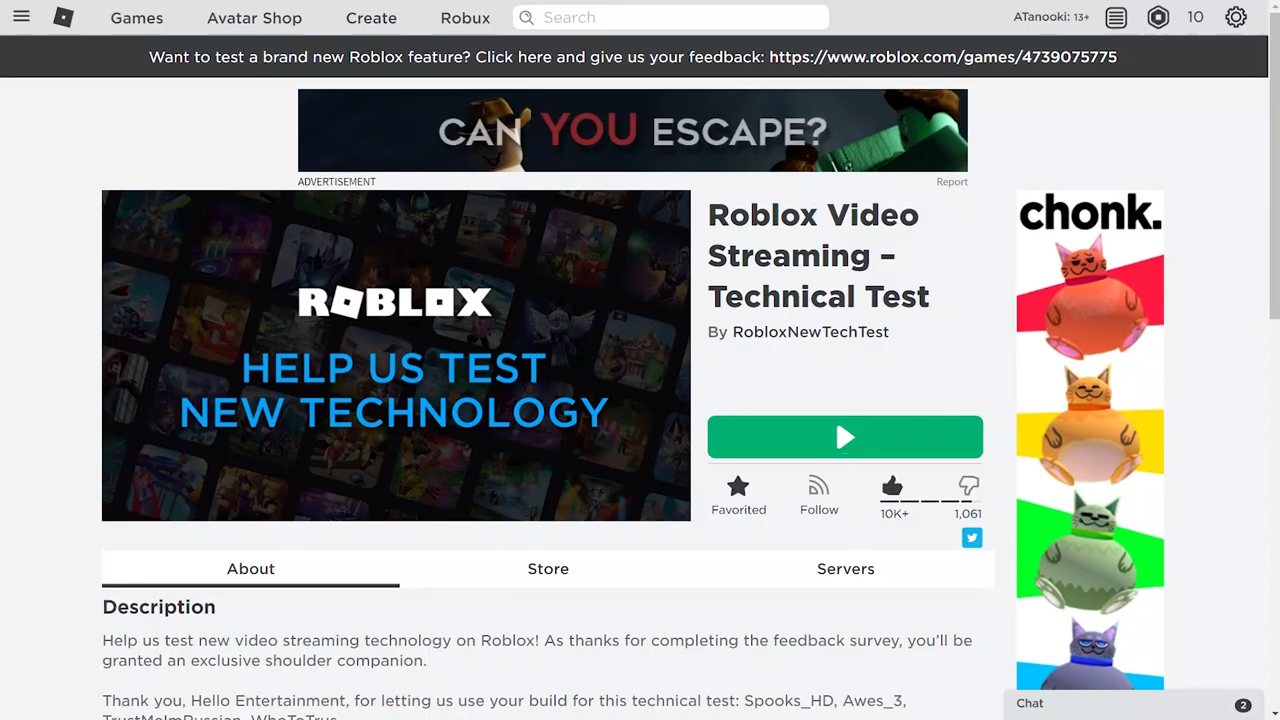 Games
Avatar Shop
Create
Robux
Search
ATanooki: 13+
10
Want to test a brand new Roblox feature? Click here and give us your feedback: https://www.roblox.com/games/4739075775
CAN YOU ESCAPE?
ADVERTISEMENT
Report
ROBLOX
HELP US TEST
NEW TECHNOLOGY
Roblox Video
Streaming –
Technical Test
By RobloxNewTechTest
Favorited
Follow
10K+
1,061
chonk.
About
Store
Servers
Description
Help us test new video streaming technology on Roblox! As thanks for completing the feedback survey, you'll be
granted an exclusive shoulder companion.
Thank you, Hello Entertainment, for letting us use your build for this technical test: Spooks_HD, Awes_3,
TrustMeImRussian, WhoToTrus
Chat
2